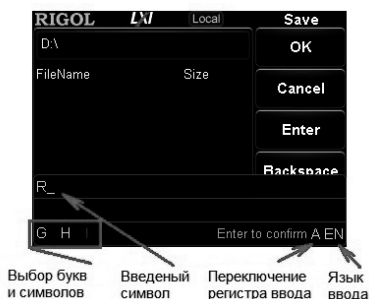 RIGOL LXI Local Save
D:\ OK
FileName Size
Cancel
Enter
Backspace
R_
G H I Enter to confirm A EN
Выбор букв и символов
Введеный символ
Переключение регистра ввода
Язык ввода